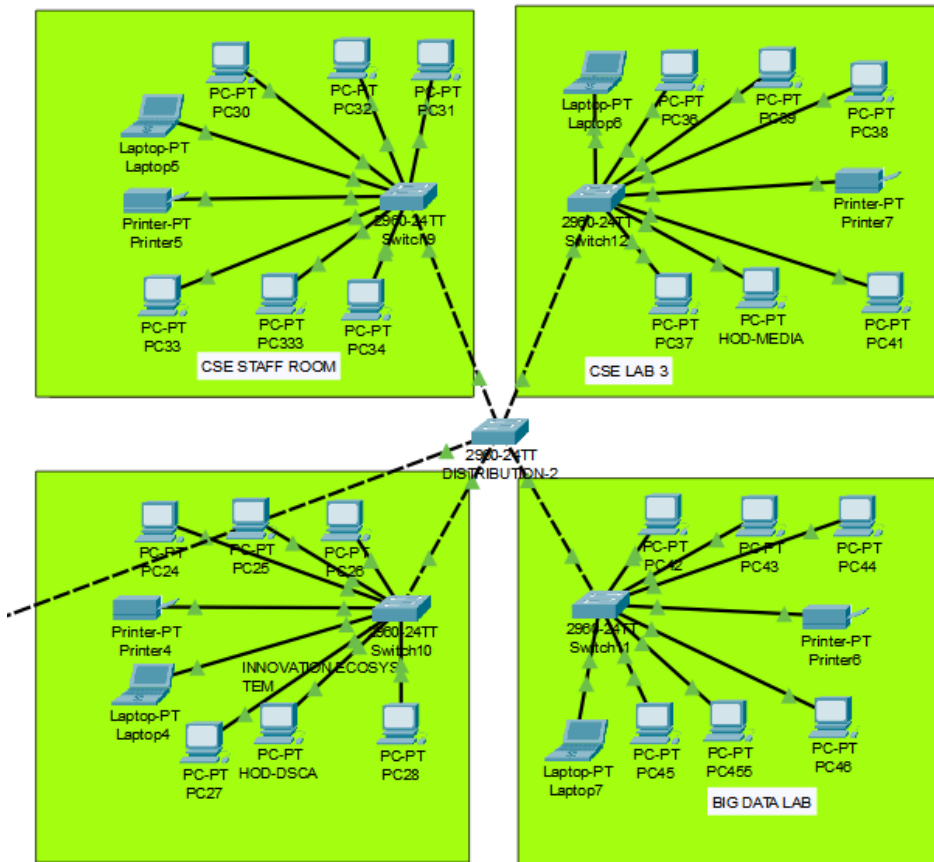 PC-PT
PC30
PC-PT
PC32
PC-PT
PC31
Laptop-PT
Laptop5
Printer-PT
Printer5
2960-24TT
Switch9
PC-PT
PC33
PC-PT
PC333
PC-PT
PC34
CSE STAFF ROOM
Laptop-PT
Laptop6
PC-PT
PC36
PC-PT
PC39
PC-PT
PC38
Printer-PT
Printer7
2960-24TT
Switch12
PC-PT
PC37
PC-PT
HOD-MEDIA
PC-PT
PC41
CSE LAB 3
2960-24TT
DISTRIBUTION-2
PC-PT
PC24
PC-PT
PC25
PC-PT
PC26
Printer-PT
Printer4
2960-24TT
Switch10
INNOVATION ECOSYS
TEM
Laptop-PT
Laptop4
PC-PT
PC27
PC-PT
HOD-DSCA
PC-PT
PC28
PC-PT
PC42
PC-PT
PC43
PC-PT
PC44
2960-24TT
Switch11
Printer-PT
Printer6
Laptop-PT
Laptop7
PC-PT
PC45
PC-PT
PC455
PC-PT
PC46
BIG DATA LAB